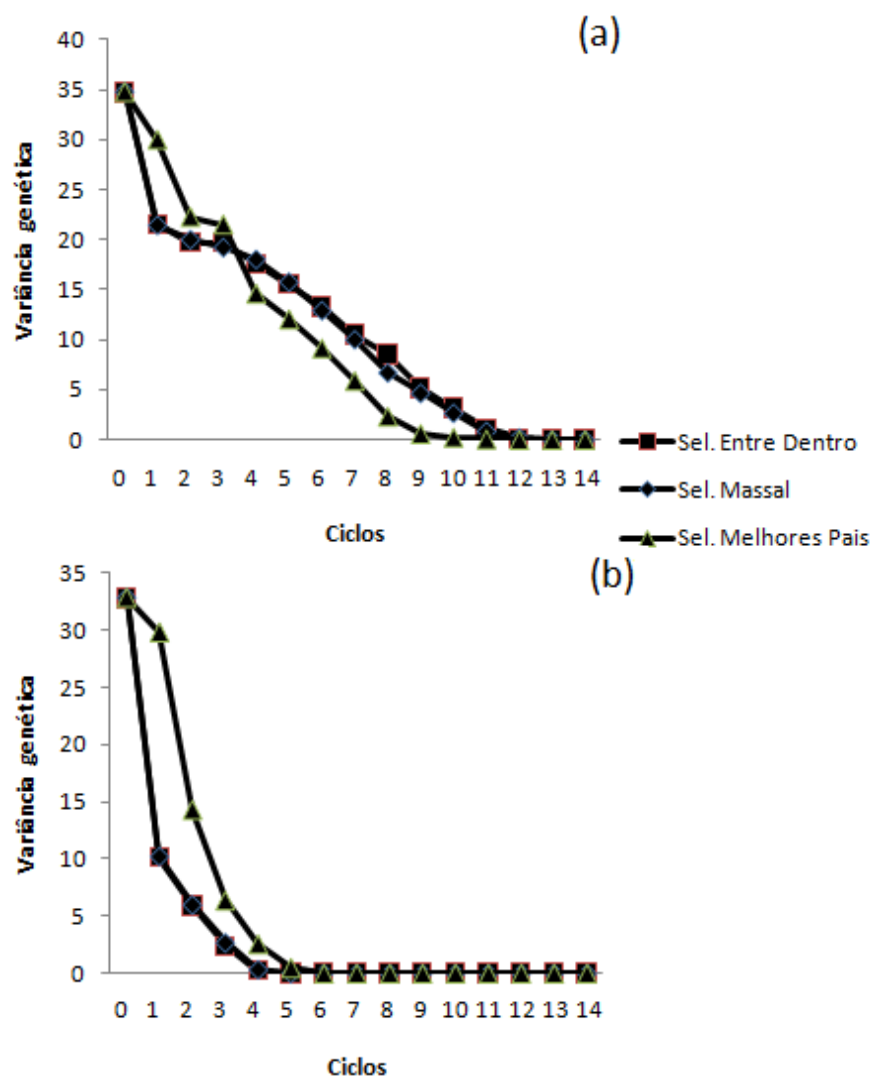 (a)
Variância genética
40
35
30
25
20
15
10
5
0
0 1 2 3 4 5 6 7 8 9 10 11 12 13 14
Ciclos
Sel. Entre Dentro
Sel. Massal
Sel. Melhores Pais
(b)
Variância genética
35
30
25
20
15
10
5
0
0 1 2 3 4 5 6 7 8 9 10 11 12 13 14
Ciclos